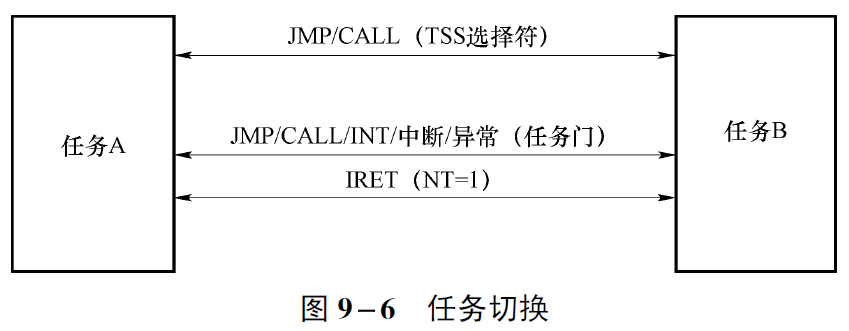 JMP/CALL（TSS选择符）
任务A
任务B
JMP/CALL/INT/中断/异常（任务门）
IRET（NT=1）
图 9-6 任务切换